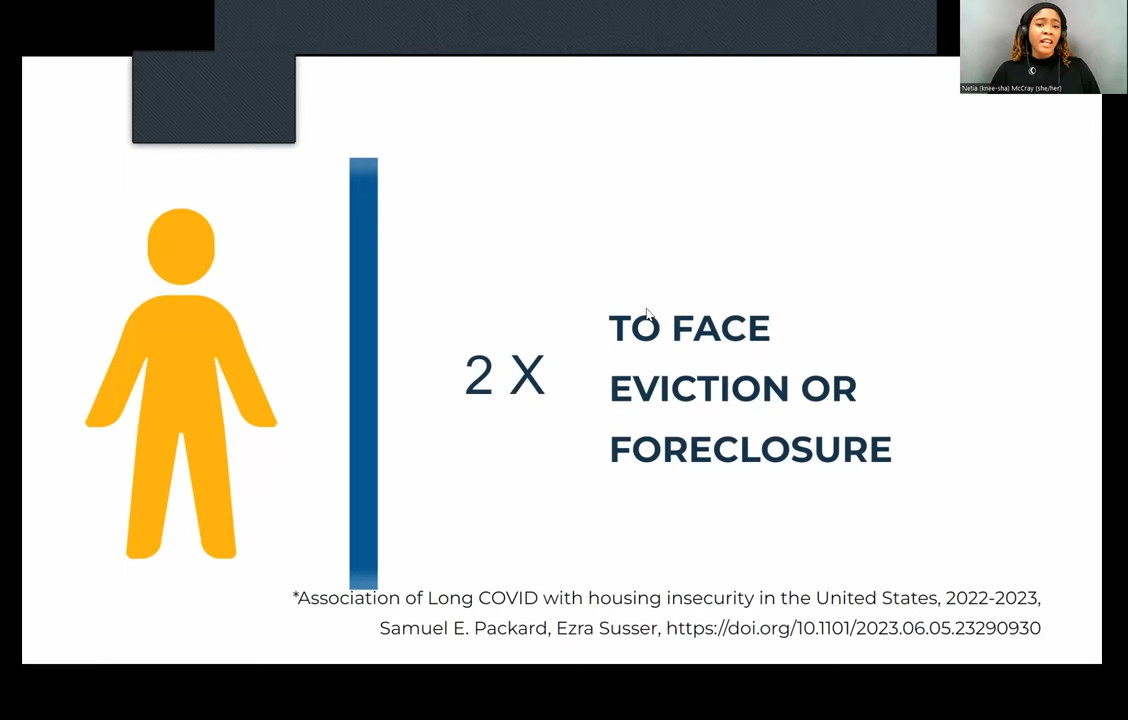 Netia (knee-sha) McCray (she/her)
2 X
TO FACE
EVICTION OR
FORECLOSURE
*Association of Long COVID with housing insecurity in the United States, 2022-2023,
Samuel E. Packard, Ezra Susser, https://doi.org/10.1101/2023.06.05.23290930